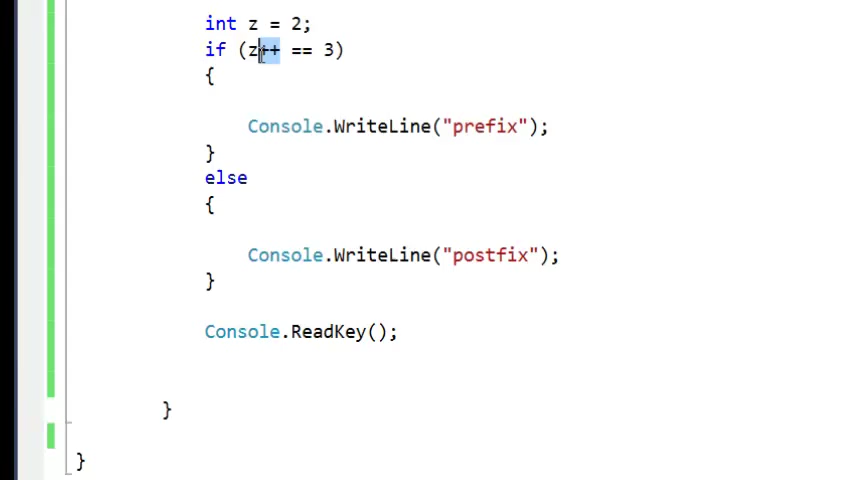 int z = 2;
if (z++ == 3)
{
Console.WriteLine("prefix");
}
else
{
Console.WriteLine("postfix");
}
Console.ReadKey();
}
}